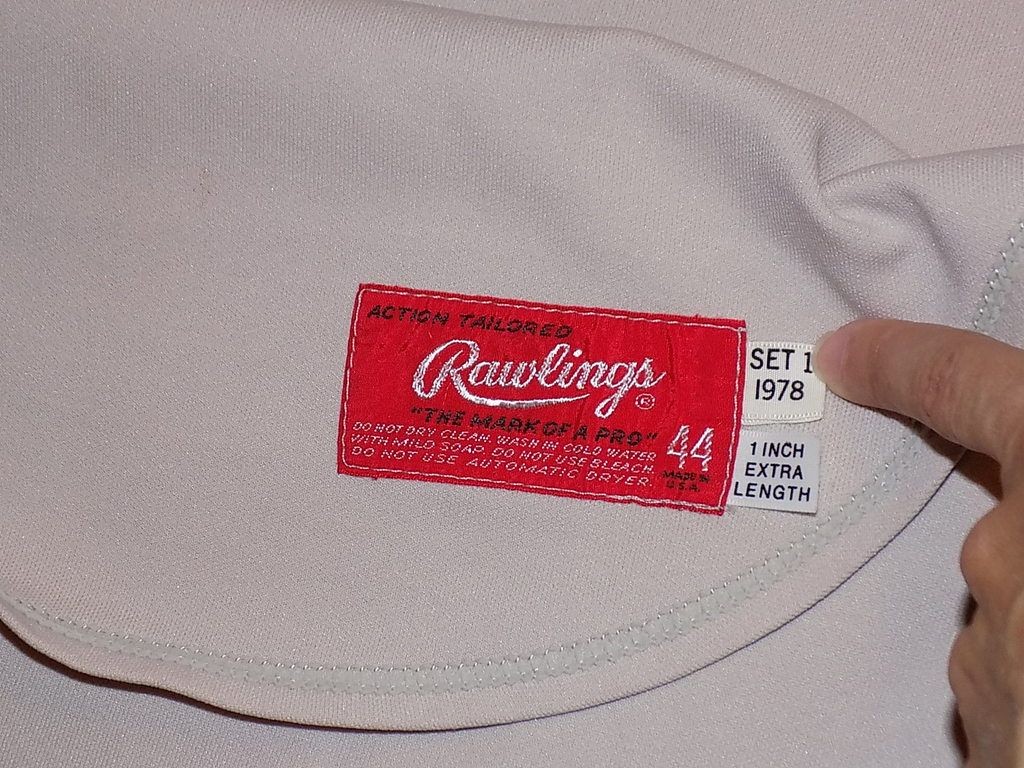 ACTION TAILORED
Rawlings ®
"THE MARK OF A PRO"
DO NOT DRY CLEAN. WASH IN COLD WATER
WITH MILD SOAP. DO NOT USE BLEACH.
DO NOT USE AUTOMATIC DRYER.
44
MADE IN
U.S.A.
SET 1
1978
1 INCH
EXTRA
LENGTH